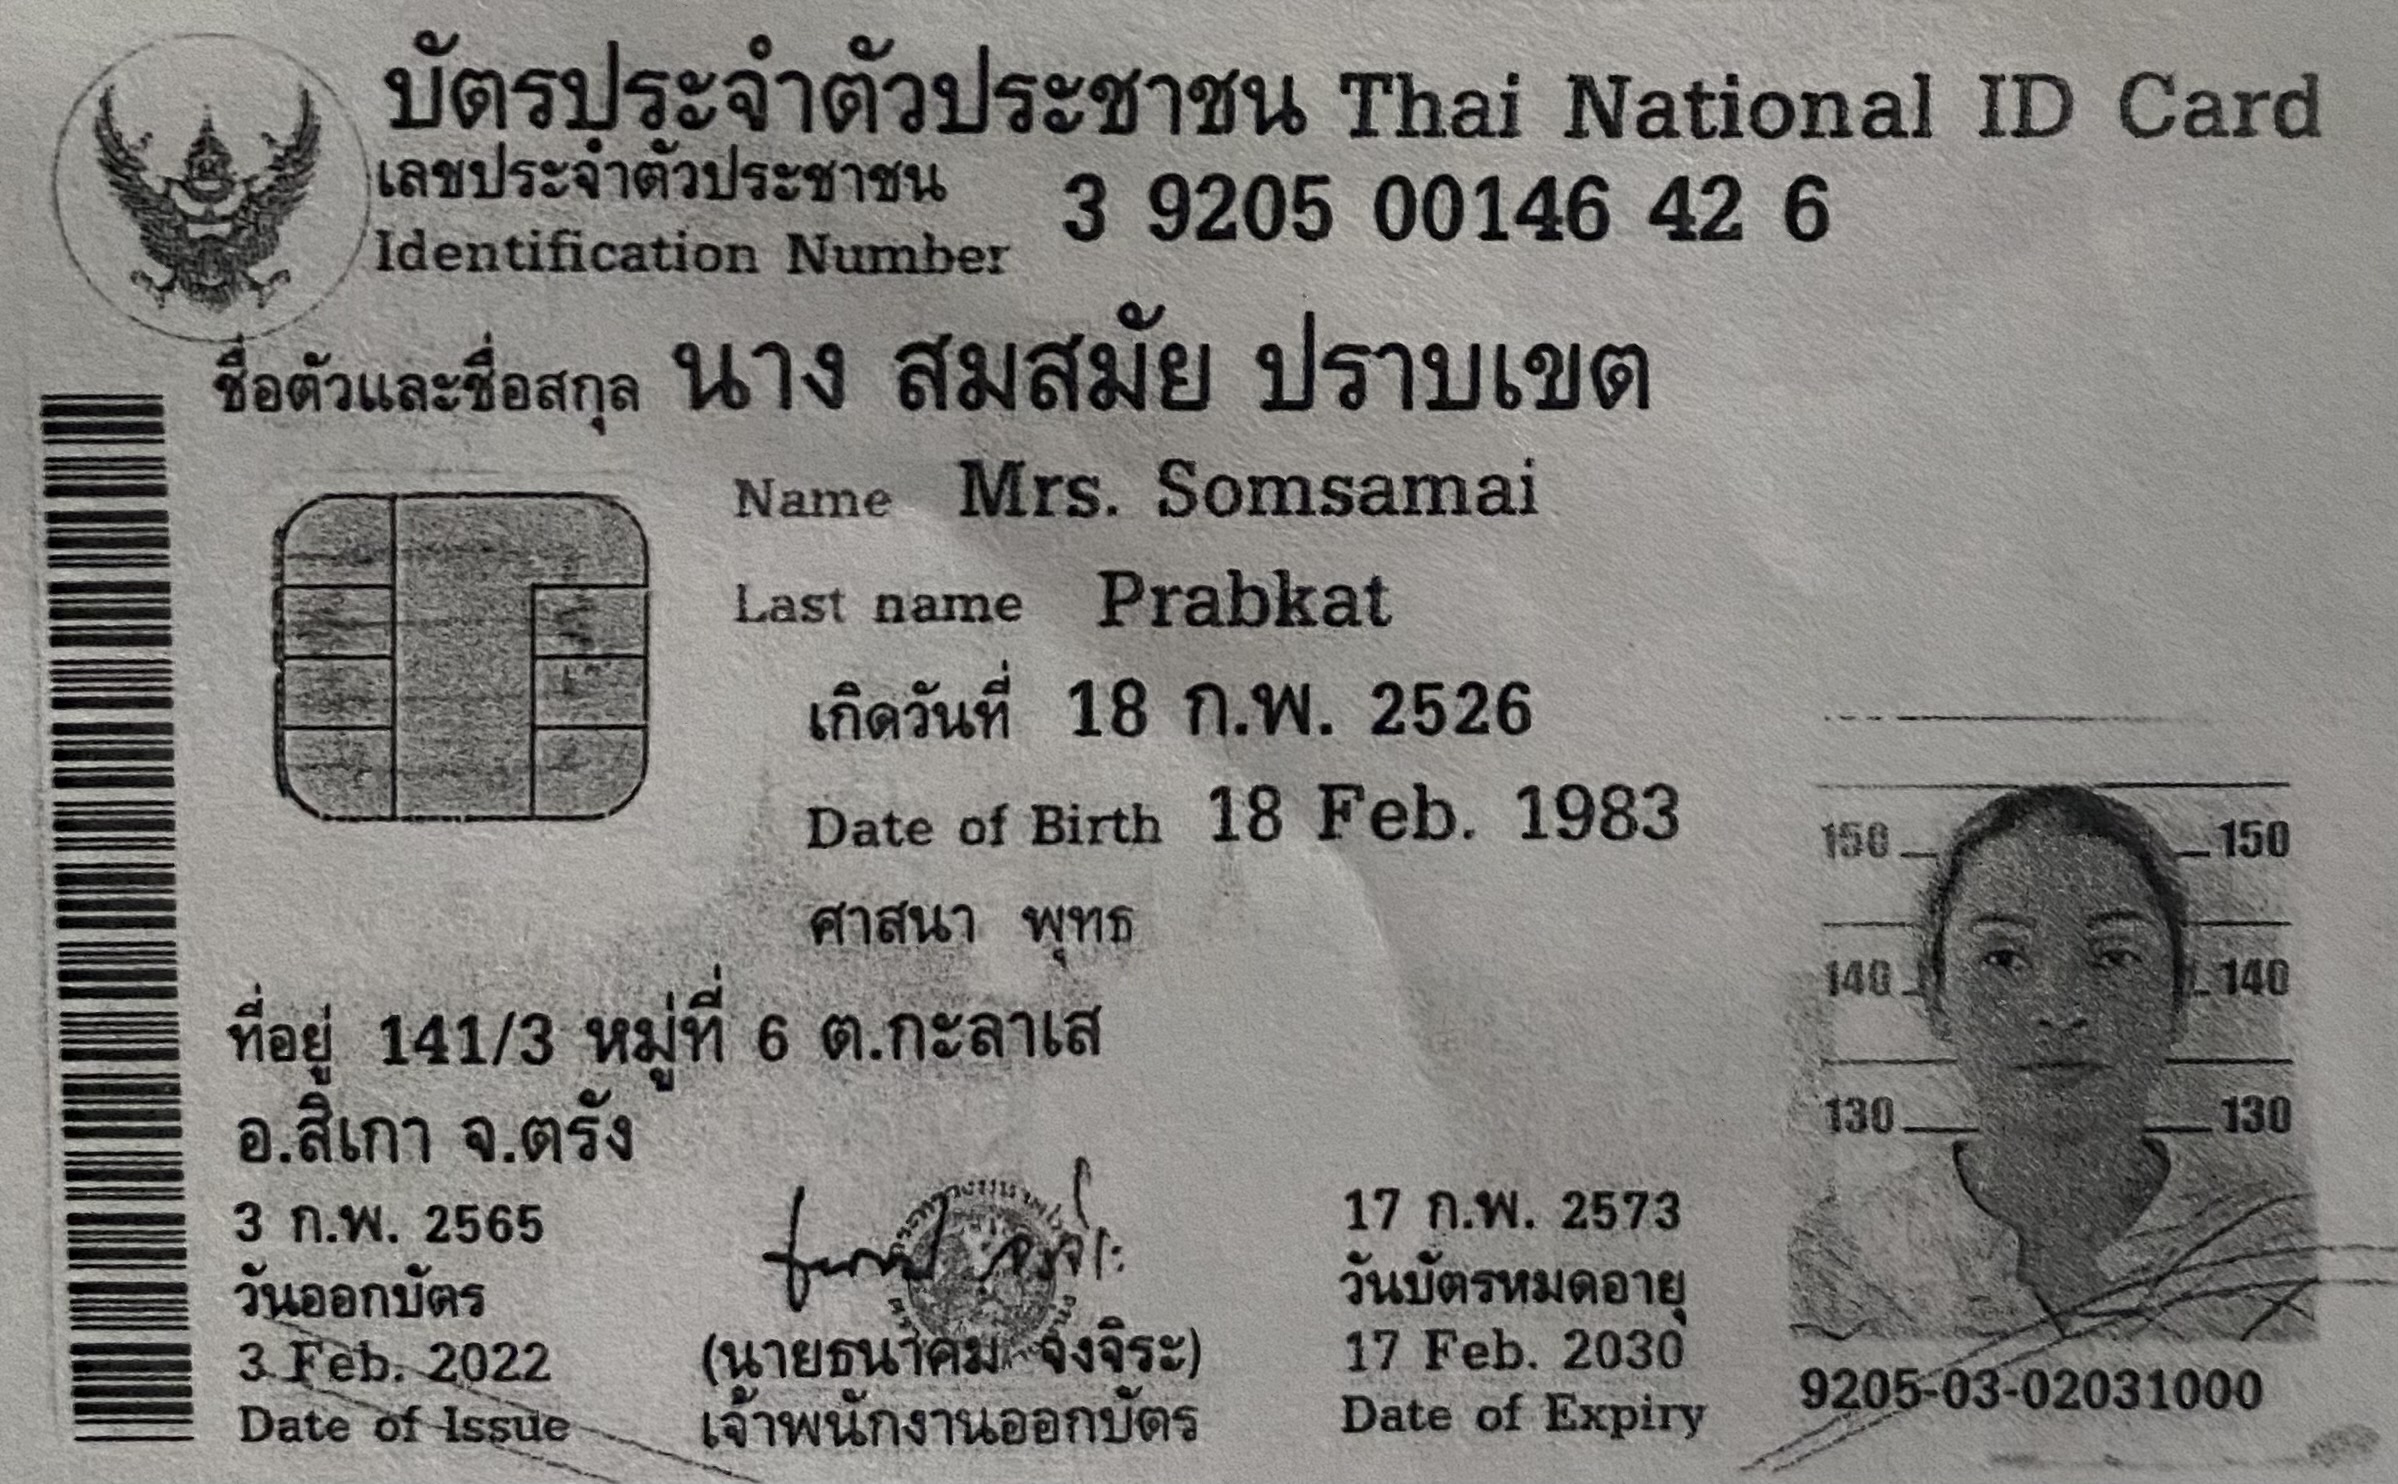 บัตรประจำตัวประชาชน Thai National ID Card
เลขประจำตัวประชาชน
Identification Number 3 9205 00146 42 6
ชื่อตัวและชื่อสกุล นาง สมสมัย ปราบเขต
Name Mrs. Somsamai
Last name Prabkat
เกิดวันที่ 18 ก.พ. 2526
Date of Birth 18 Feb. 1983
ศาสนา พุทธ
ที่อยู่ 141/3 หมู่ที่ 6 ต.กะลาเส
อ.สิเกา จ.ตรัง
3 ก.พ. 2565
วันออกบัตร
3 Feb. 2022
Date of Issue
(นายธนาคม จงจิระ)
เจ้าพนักงานออกบัตร
17 ก.พ. 2573
วันบัตรหมดอายุ
17 Feb. 2030
Date of Expiry
150 150
140 140
130 130
9205-03-02031000